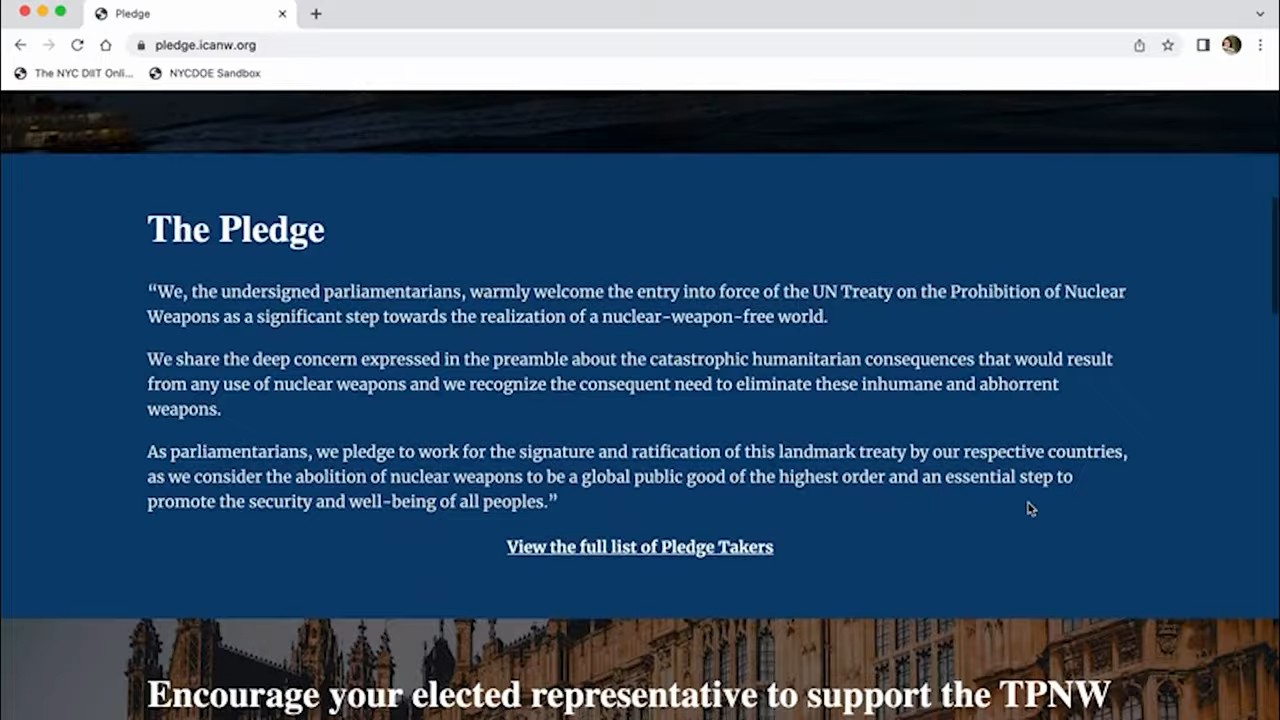 Pledge
pledge.icanw.org
The NYC DIIT Onli...
NYCDOE Sandbox
The Pledge
“We, the undersigned parliamentarians, warmly welcome the entry into force of the UN Treaty on the Prohibition of Nuclear
Weapons as a significant step towards the realization of a nuclear-weapon-free world.
We share the deep concern expressed in the preamble about the catastrophic humanitarian consequences that would result
from any use of nuclear weapons and we recognize the consequent need to eliminate these inhumane and abhorrent
weapons.
As parliamentarians, we pledge to work for the signature and ratification of this landmark treaty by our respective countries,
as we consider the abolition of nuclear weapons to be a global public good of the highest order and an essential step to
promote the security and well-being of all peoples.”
View the full list of Pledge Takers
Encourage your elected representative to support the TPNW